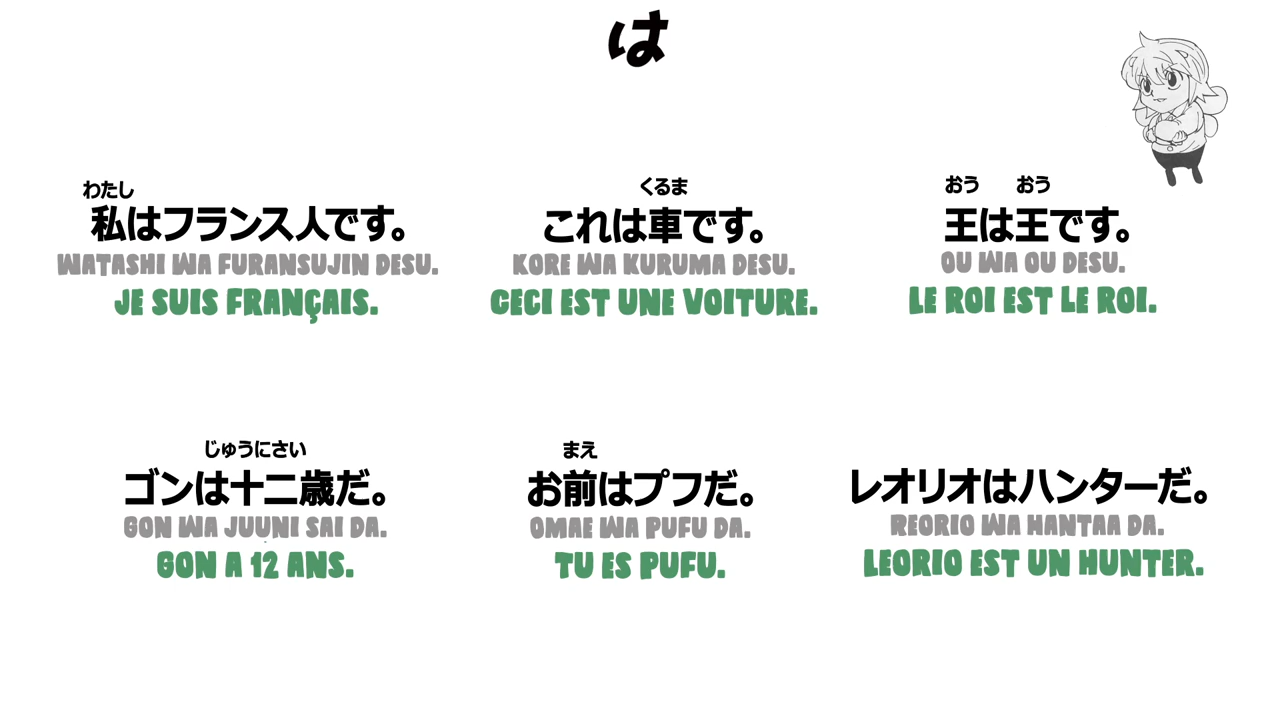 は
わたし
私はフランス人です。
WATASHI WA FURANSUJIN DESU.
JE SUIS FRANÇAIS.
くるま
これは車です。
KORE WA KURUMA DESU.
CECI EST UNE VOITURE.
おう おう
王は王です。
OU WA OU DESU.
LE ROI EST LE ROI.
じゅうにさい
ゴンは十二歳だ。
GON WA JUUNI SAI DA.
GON A 12 ANS.
まえ
お前はプフだ。
OMAE WA PUFU DA.
TU ES PUFU.
レオリオはハンターだ。
REORIO WA HANTAA DA.
LEORIO EST UN HUNTER.